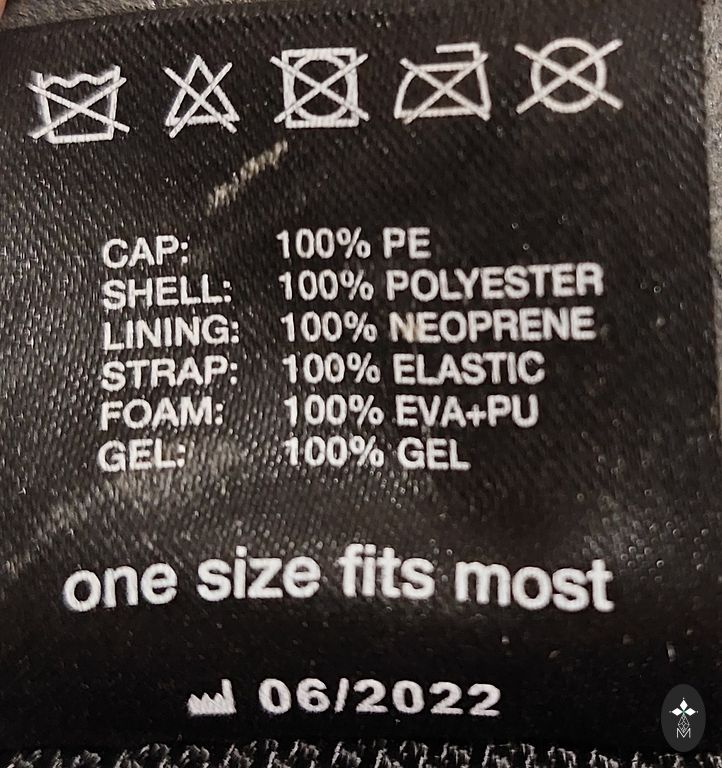 CAP: 100% PE
SHELL: 100% POLYESTER
LINING: 100% NEOPRENE
STRAP: 100% ELASTIC
FOAM: 100% EVA+PU
GEL: 100% GEL
one size fits most
06/2022
M